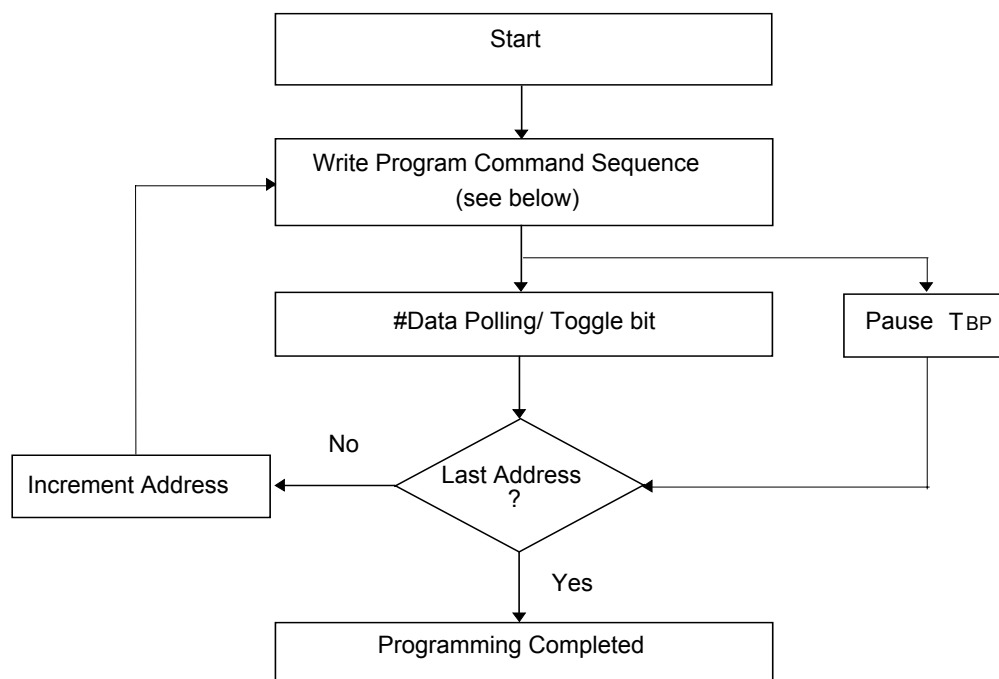 Start
Write Program Command Sequence
(see below)
#Data Polling/ Toggle bit
Pause TBP
No
Last Address
?
Increment Address
Yes
Programming Completed